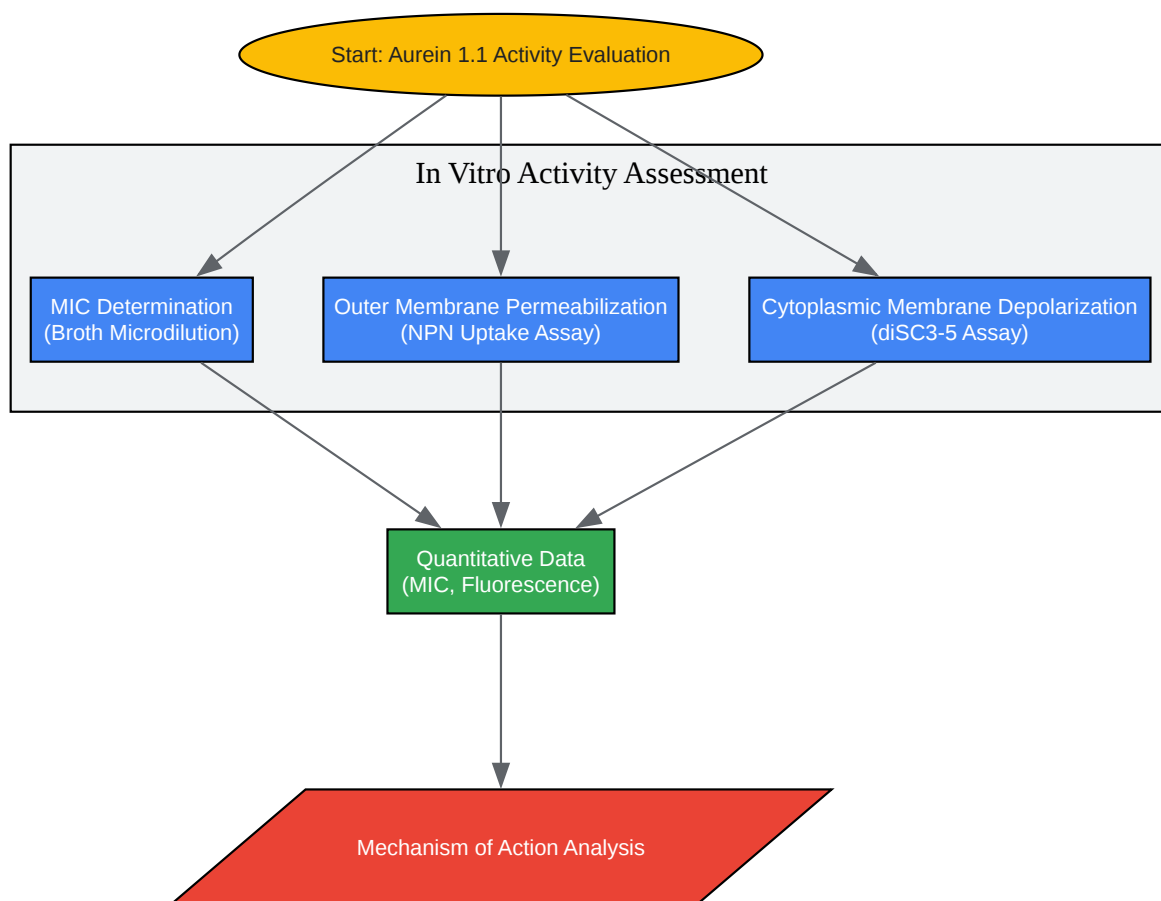 Start: Aurein 1.1 Activity Evaluation
In Vitro Activity Assessment
MIC Determination
(Broth Microdilution)
Outer Membrane Permeabilization
(NPN Uptake Assay)
Cytoplasmic Membrane Depolarization
(diSC3-5 Assay)
Quantitative Data
(MIC, Fluorescence)
Mechanism of Action Analysis